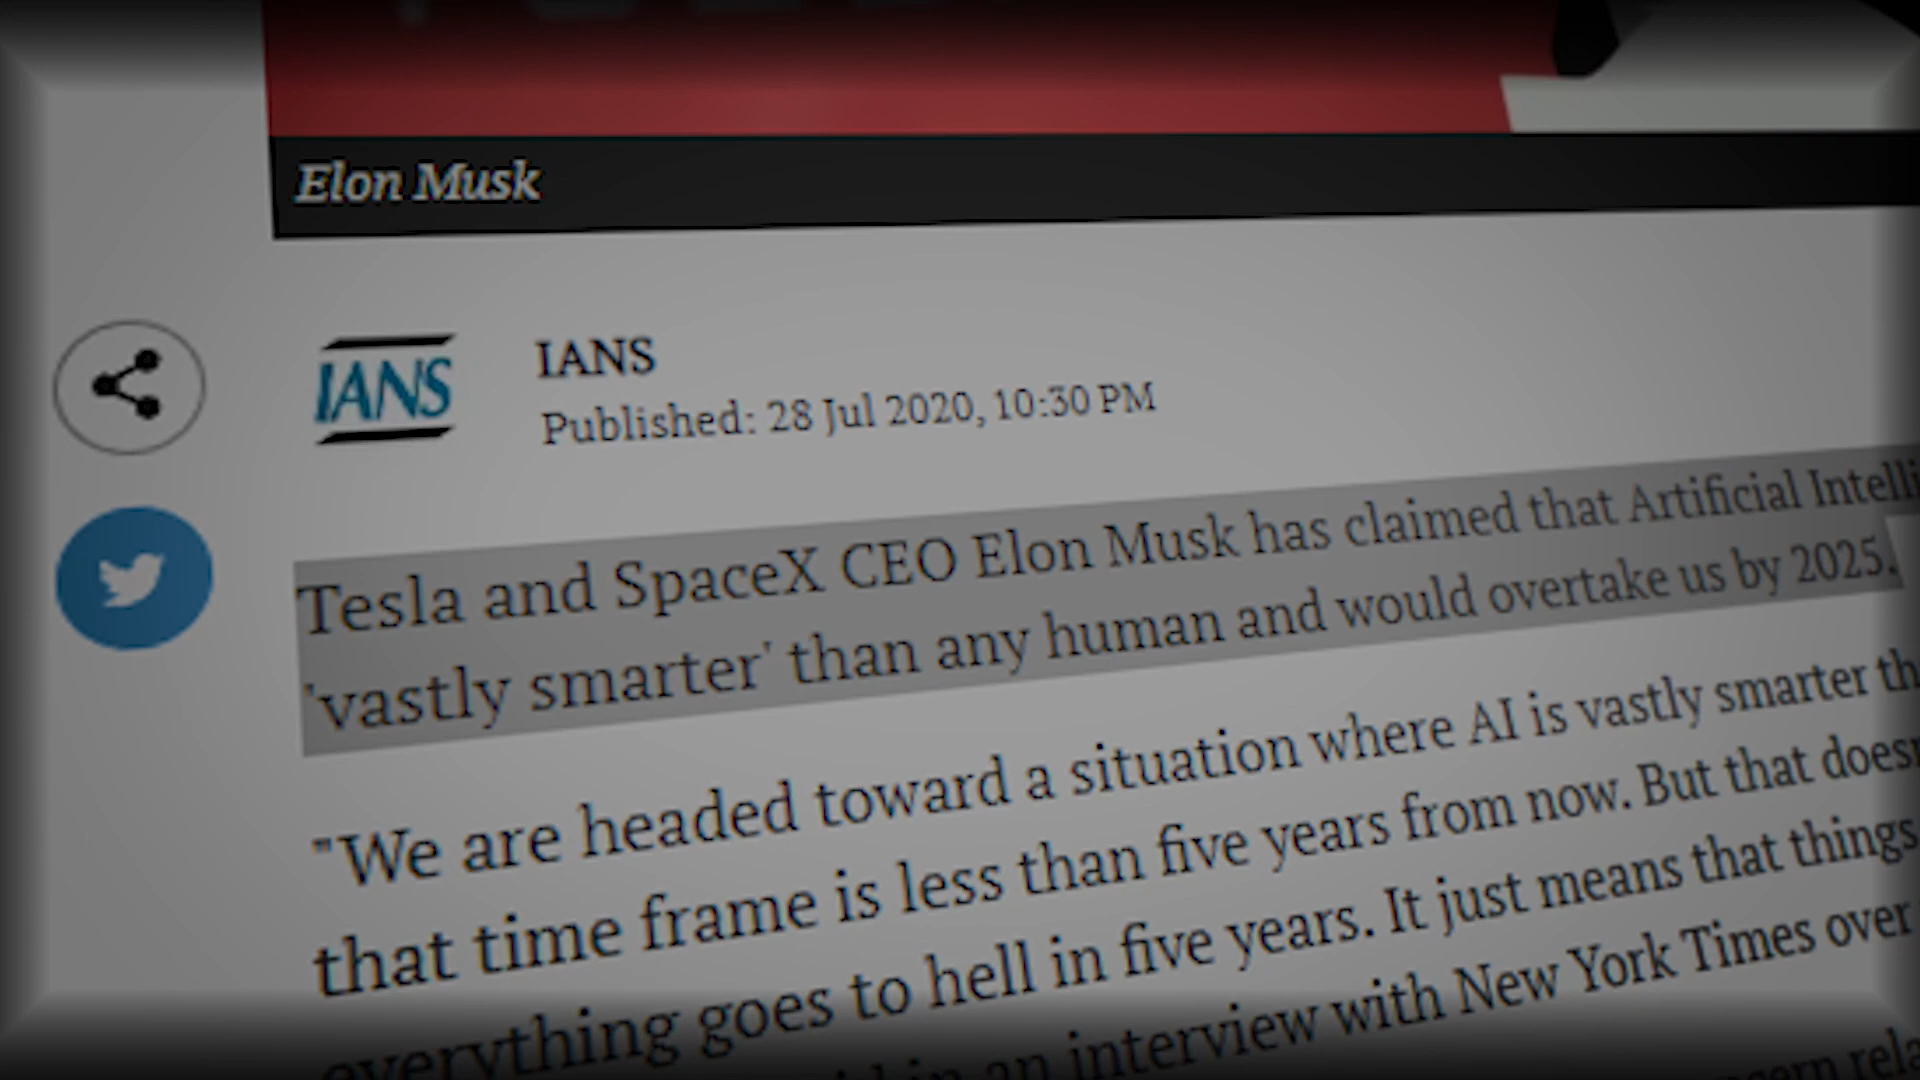 Elon Musk
IANS
IANS
Published: 28 Jul 2020, 10:30 PM
Tesla and SpaceX CEO Elon Musk has claimed that Artificial Intelli
'vastly smarter' than any human and would overtake us by 2025.
"We are headed toward a situation where AI is vastly smarter th
that time frame is less than five years from now. But that does
everything goes to hell in five years. It just means that things
in an interview with New York Times over